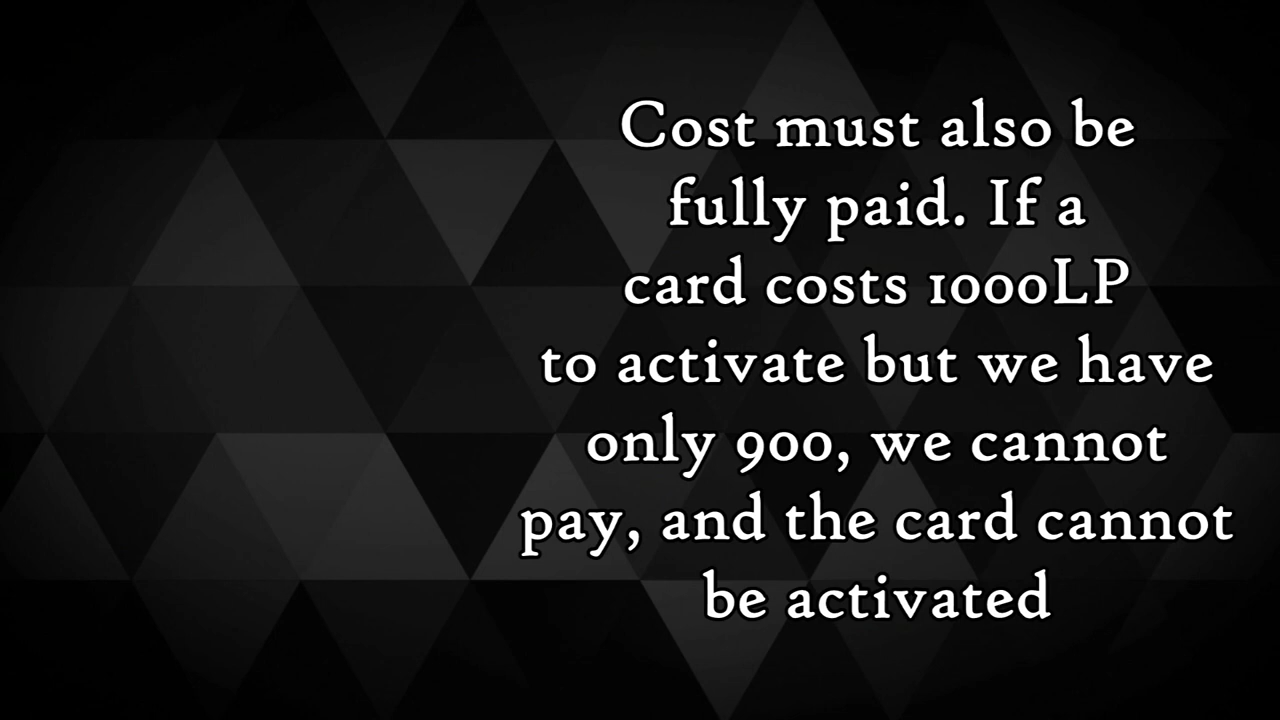 Cost must also be
fully paid. If a
card costs 1000LP
to activate but we have
only 900, we cannot
pay, and the card cannot
be activated